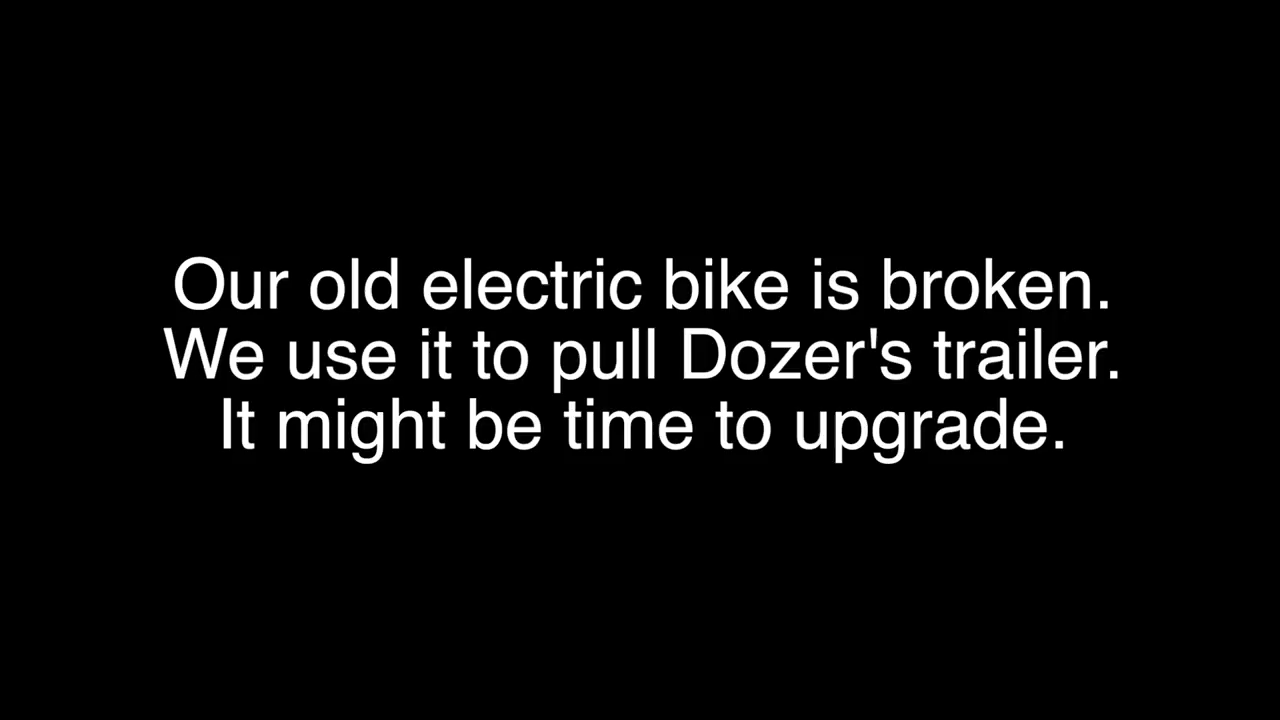 Our old electric bike is broken.
We use it to pull Dozer's trailer.
It might be time to upgrade.